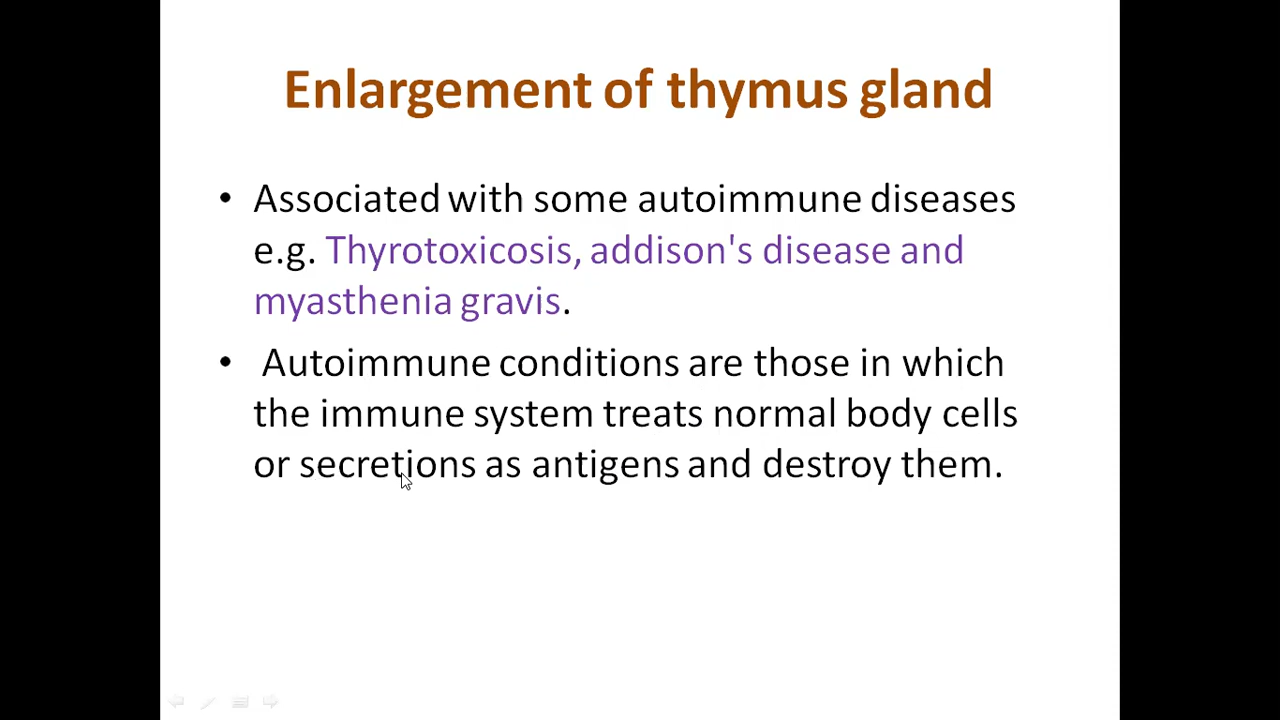 Enlargement of thymus gland
• Associated with some autoimmune diseases
e.g. Thyrotoxicosis, addison's disease and
myasthenia gravis.
• Autoimmune conditions are those in which
the immune system treats normal body cells
or secretions as antigens and destroy them.